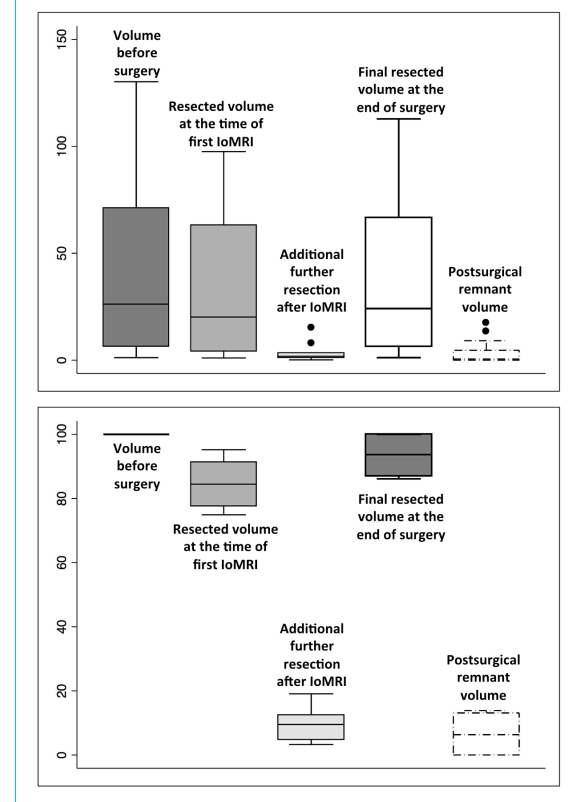 150
100
50
0
Volume
before
surgery
Resected volume
at the time of
first IoMRI
Additional
further
resection
after IoMRI
Final resected
volume at the
end of surgery
Postsurgical
remnant
volume
100
80
60
40
20
0
Volume
before
surgery
Resected volume
at the time of
first IoMRI
Additional
further
resection
after IoMRI
Final resected
volume at the
end of surgery
Postsurgical
remnant
volume